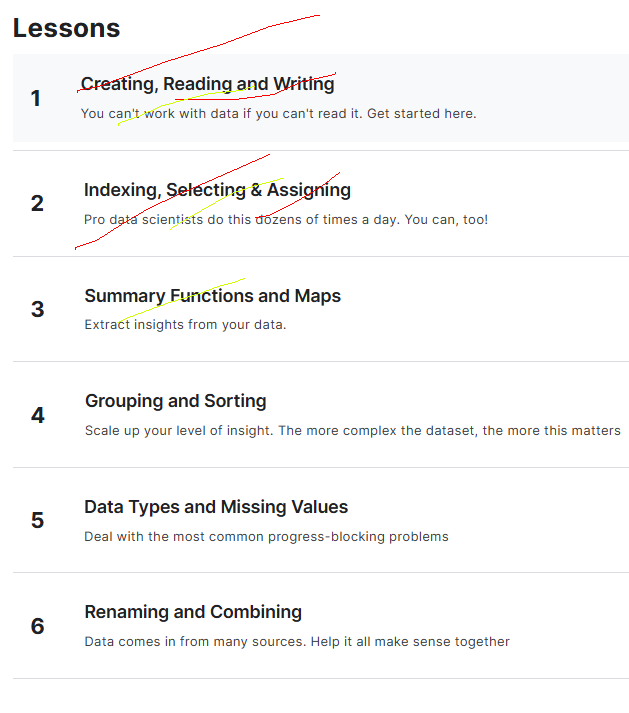 Lessons
1
Creating, Reading and Writing
You can't work with data if you can't read it. Get started here.
2
Indexing, Selecting & Assigning
Pro data scientists do this dozens of times a day. You can, too!
3
Summary Functions and Maps
Extract insights from your data.
4
Grouping and Sorting
Scale up your level of insight. The more complex the dataset, the more this matters
5
Data Types and Missing Values
Deal with the most common progress-blocking problems
6
Renaming and Combining
Data comes in from many sources. Help it all make sense together